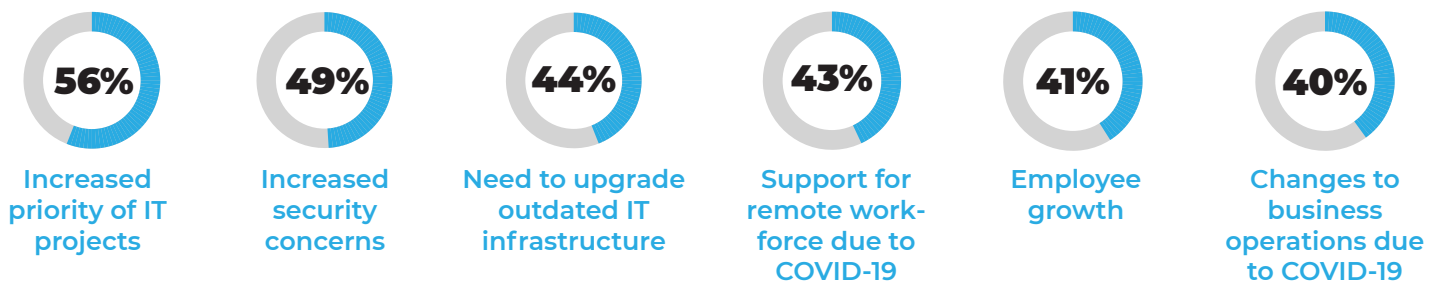 56%
Increased
priority of IT
projects
49%
Increased
security
concerns
44%
Need to upgrade
outdated IT
infrastructure
43%
Support for
remote work-
force due to
COVID-19
41%
Employee
growth
40%
Changes to
business
operations due
to COVID-19